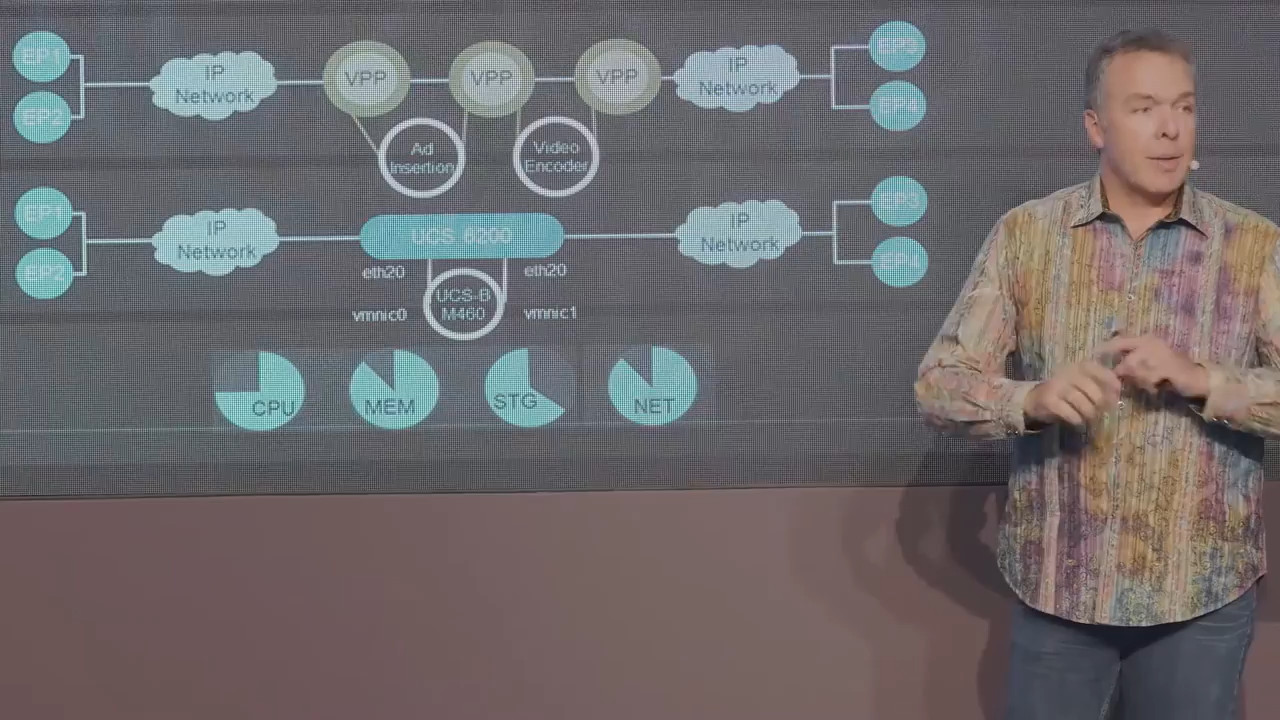 EP1
IP
Network
VPP
VPP
VPP
IP
Network
EP3
EP2
EP4
Ad
Insertion
Video
Encoder
EP1
IP
Network
UCS 6200
IP
Network
EP3
EP2
EP4
eth20
eth20
UCS-B
M460
vmnic0
vmnic1
CPU
MEM
STG
NET